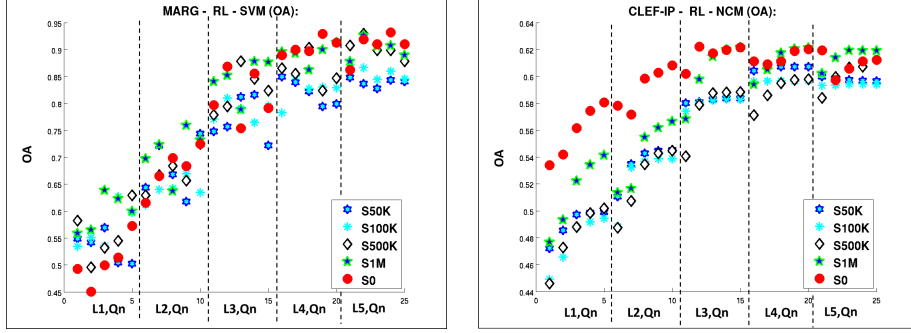 MARG - RL - SVM (OA):
0.95
0.9
0.85
0.8
0.75
0.7
0.65
0.6
0.55
0.5
0.45
OA
0 5 10 15 20 25
L1,Qn L2,Qn L3,Qn L4,Qn L5,Qn
S50K
S100K
S500K
S1M
S0
CLEF-IP - RL - NCM (OA):
0.64
0.62
0.6
0.58
0.56
0.54
0.52
0.5
0.48
0.46
0.44
OA
0 5 10 15 20 25
L1,Qn L2,Qn L3,Qn L4,Qn L5,Qn
S50K
S100K
S500K
S1M
S0